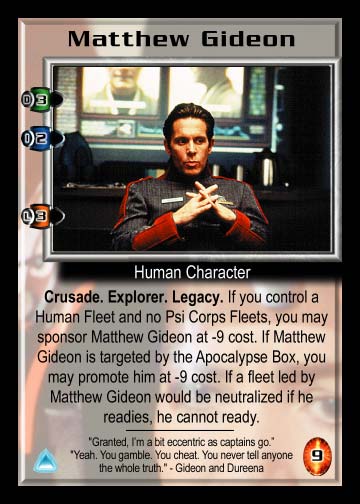 Matthew Gideon
D 3
I 2
L 3
Human Character
Crusade. Explorer. Legacy. If you control a
Human Fleet and no Psi Corps Fleets, you may
sponsor Matthew Gideon at -9 cost. If Matthew
Gideon is targeted by the Apocalypse Box, you
may promote him at -9 cost. If a fleet led by
Matthew Gideon would be neutralized if he
readies, he cannot ready.
"Granted, I'm a bit eccentric as captains go."
"Yeah. You gamble. You cheat. You never tell anyone
the whole truth." - Gideon and Dureena
9